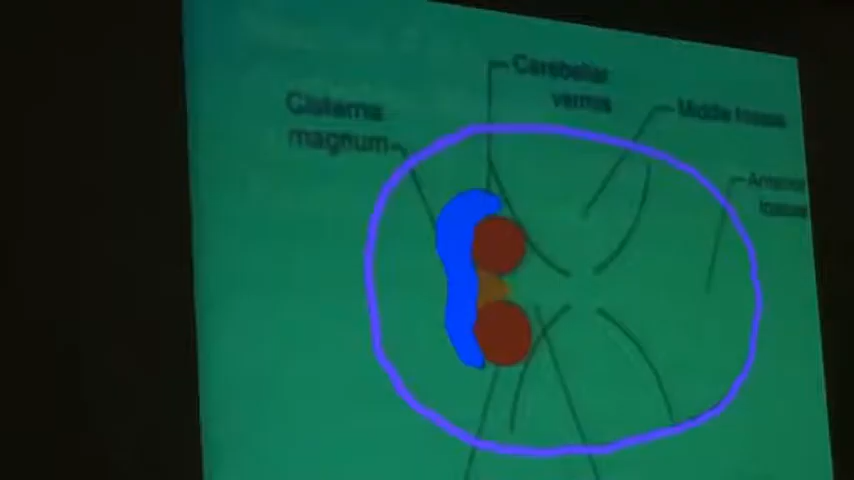 Cerebellar
vermis
Cisterna
magnum
Middle fossa
Anterior
fossa